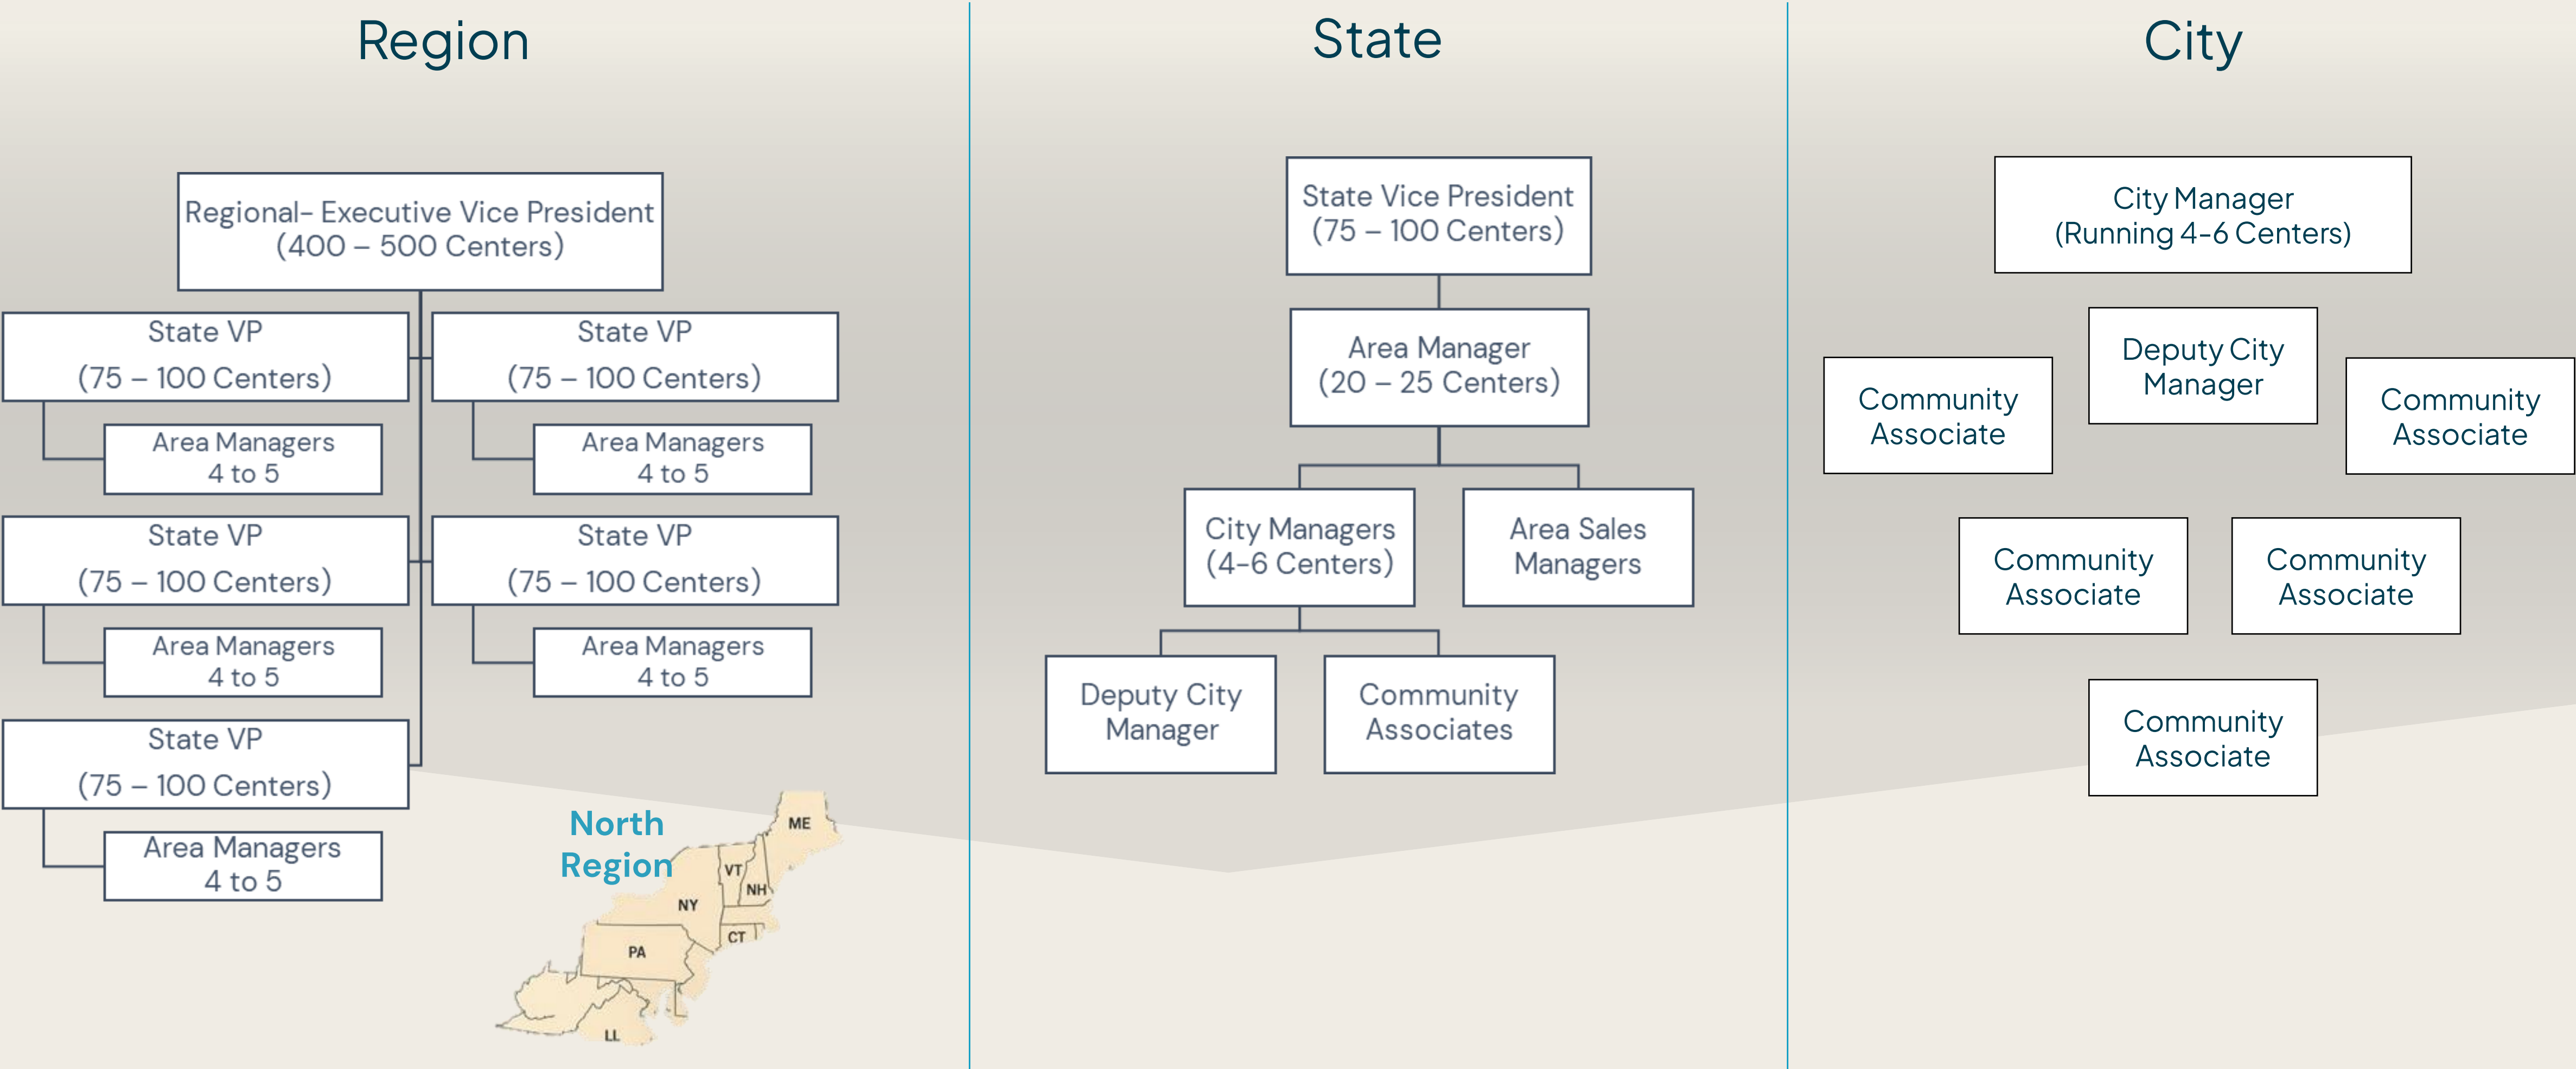 Region
Regional- Executive Vice President
(400 – 500 Centers)
State VP
(75 – 100 Centers)
Area Managers
4 to 5
State VP
(75 – 100 Centers)
Area Managers
4 to 5
State VP
(75 – 100 Centers)
Area Managers
4 to 5
State VP
(75 – 100 Centers)
Area Managers
4 to 5
State VP
(75 – 100 Centers)
Area Managers
4 to 5
North
Region
ME
VT
NH
NY
CT
PA
LL
State
State Vice President
(75 – 100 Centers)
Area Manager
(20 – 25 Centers)
City Managers
(4-6 Centers)
Area Sales
Managers
Deputy City
Manager
Community
Associates
City
City Manager
(Running 4-6 Centers)
Deputy City
Manager
Community
Associate
Community
Associate
Community
Associate
Community
Associate
Community
Associate